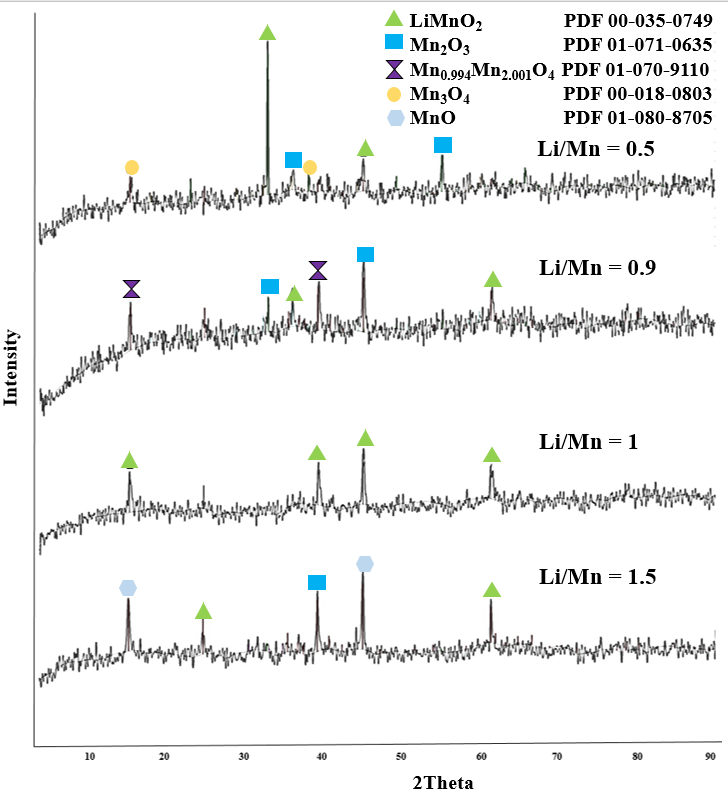 LiMnO₂ PDF 00-035-0749
Mn₂O₃ PDF 01-071-0635
Mn₀.₉₉₄Mn₂.₀₀₁O₄ PDF 01-070-9110
Mn₃O₄ PDF 00-018-0803
MnO PDF 01-080-8705
Li/Mn = 0.5
Li/Mn = 0.9
Intensity
Li/Mn = 1
Li/Mn = 1.5
10 20 30 40 50 60 70 80 90
2Theta